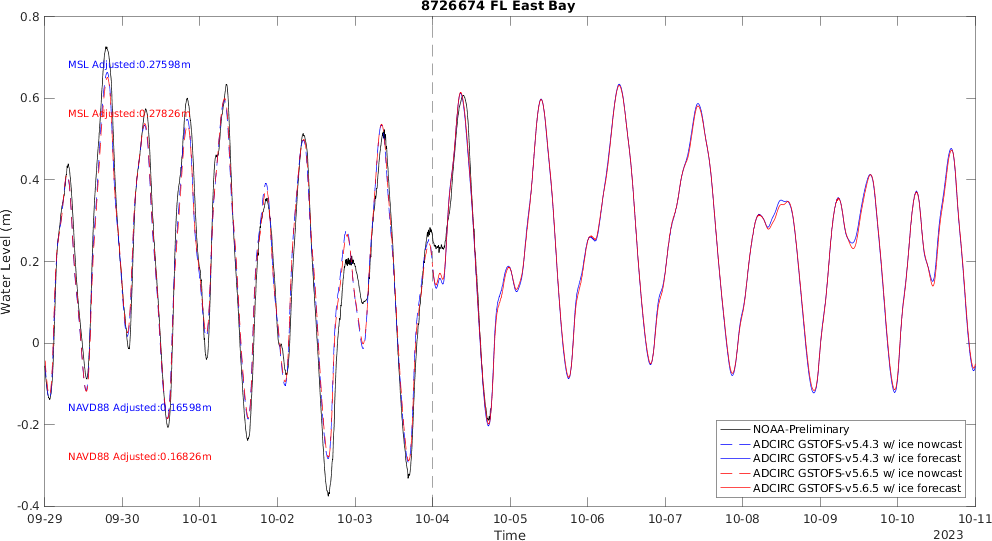 8726674 FL East Bay
0.8
0.6
0.4
0.2
0
-0.2
-0.4
Water Level (m)
MSL Adjusted:0.27598m
MSL Adjusted:0.27826m
NAVD88 Adjusted:0.16598m
NAVD88 Adjusted:0.16826m
NOAA-Preliminary
ADCIRC GSTOFS-v5.4.3 w/ ice nowcast
ADCIRC GSTOFS-v5.4.3 w/ ice forecast
ADCIRC GSTOFS-v5.6.5 w/ ice nowcast
ADCIRC GSTOFS-v5.6.5 w/ ice forecast
09-29 09-30 10-01 10-02 10-03 10-04 10-05 10-06 10-07 10-08 10-09 10-10 10-11
Time
2023